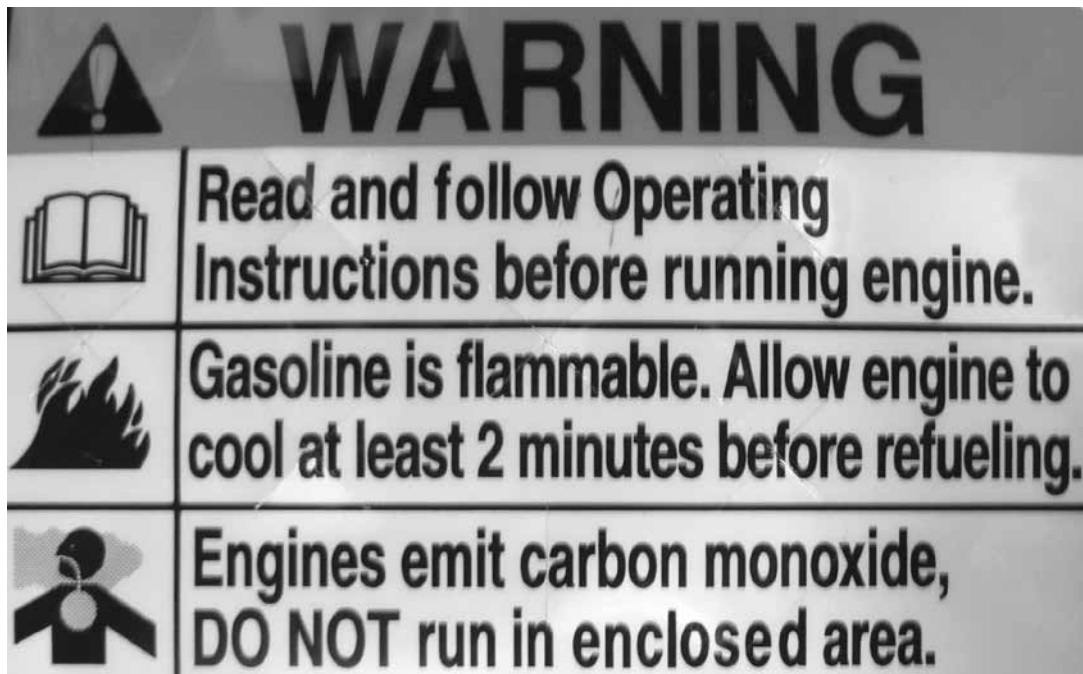 WARNING
Read and follow Operating
Instructions before running engine.
Gasoline is flammable. Allow engine to
cool at least 2 minutes before refueling.
Engines emit carbon monoxide,
DO NOT run in enclosed area.